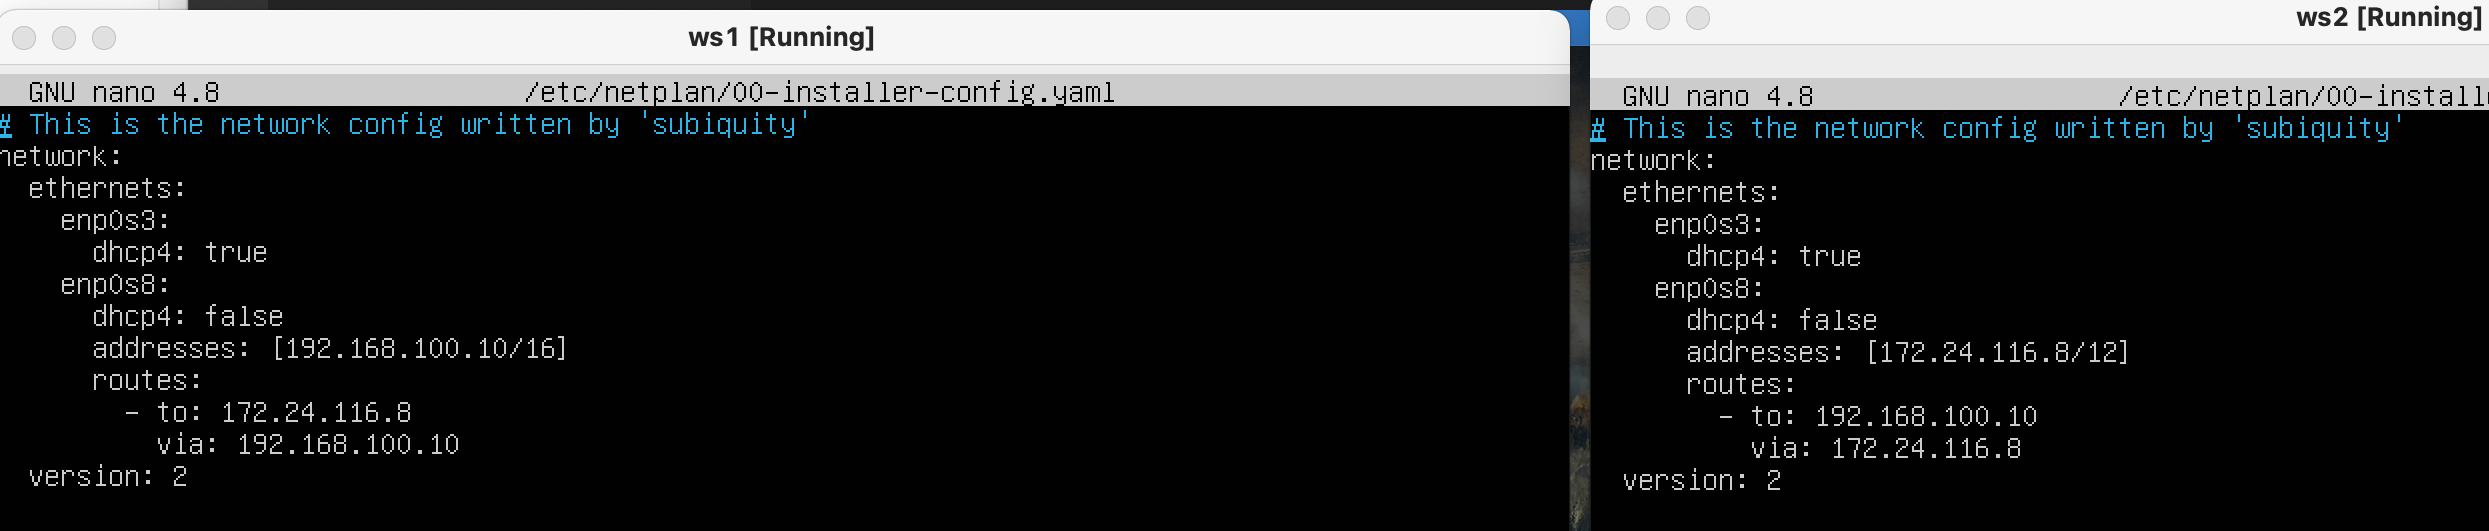 ws1 [Running]
GNU nano 4.8 /etc/netplan/00-installer-config.yaml
# This is the network config written by 'subiquity'
network:
  ethernets:
    enp0s3:
      dhcp4: true
    enp0s8:
      dhcp4: false
      addresses: [192.168.100.10/16]
      routes:
        - to: 172.24.116.8
          via: 192.168.100.10
  version: 2
ws2 [Running]
GNU nano 4.8 /etc/netplan/00-install
# This is the network config written by 'subiquity'
network:
  ethernets:
    enp0s3:
      dhcp4: true
    enp0s8:
      dhcp4: false
      addresses: [172.24.116.8/12]
      routes:
        - to: 192.168.100.10
          via: 172.24.116.8
  version: 2